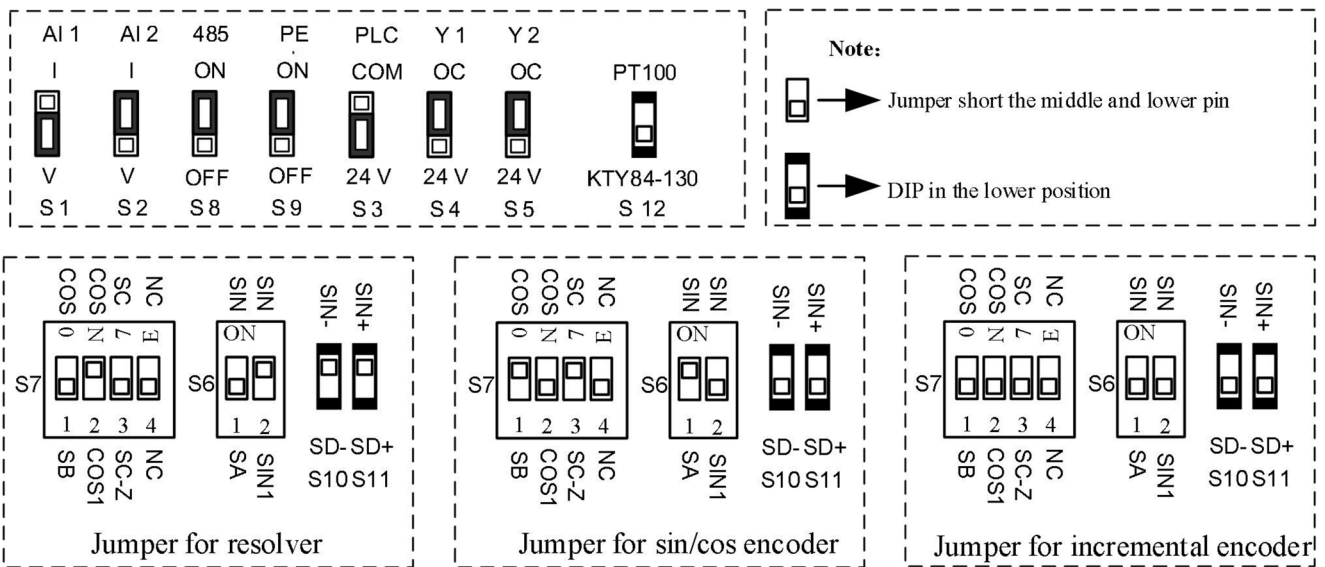 AI 1 AI 2 485 PE PLC Y 1 Y 2
I I ON ON COM OC OC PT100
V V OFF OFF 24 V 24 V 24 V KTY84-130
S 1 S 2 S 8 S 9 S 3 S 4 S 5 S 12
Note:
Jumper short the middle and lower pin
DIP in the lower position
COS COS SC NC SIN SIN SIN- SIN+
0 N 7 E ON
S7 S6
1 2 3 4 1 2
SB COS1 SC-Z NC SA SIN1
SD- SD+
S10 S11
Jumper for resolver
COS COS SC NC SIN SIN SIN- SIN+
0 N 7 E ON
S7 S6
1 2 3 4 1 2
SB COS1 SC-Z NC SA SIN1
SD- SD+
S10 S11
Jumper for sin/cos encoder
COS COS SC NC SIN SIN SIN- SIN+
0 N 7 E ON
S7 S6
1 2 3 4 1 2
SB COS1 SC-Z NC SA SIN1
SD- SD+
S10 S11
Jumper for incremental encoder